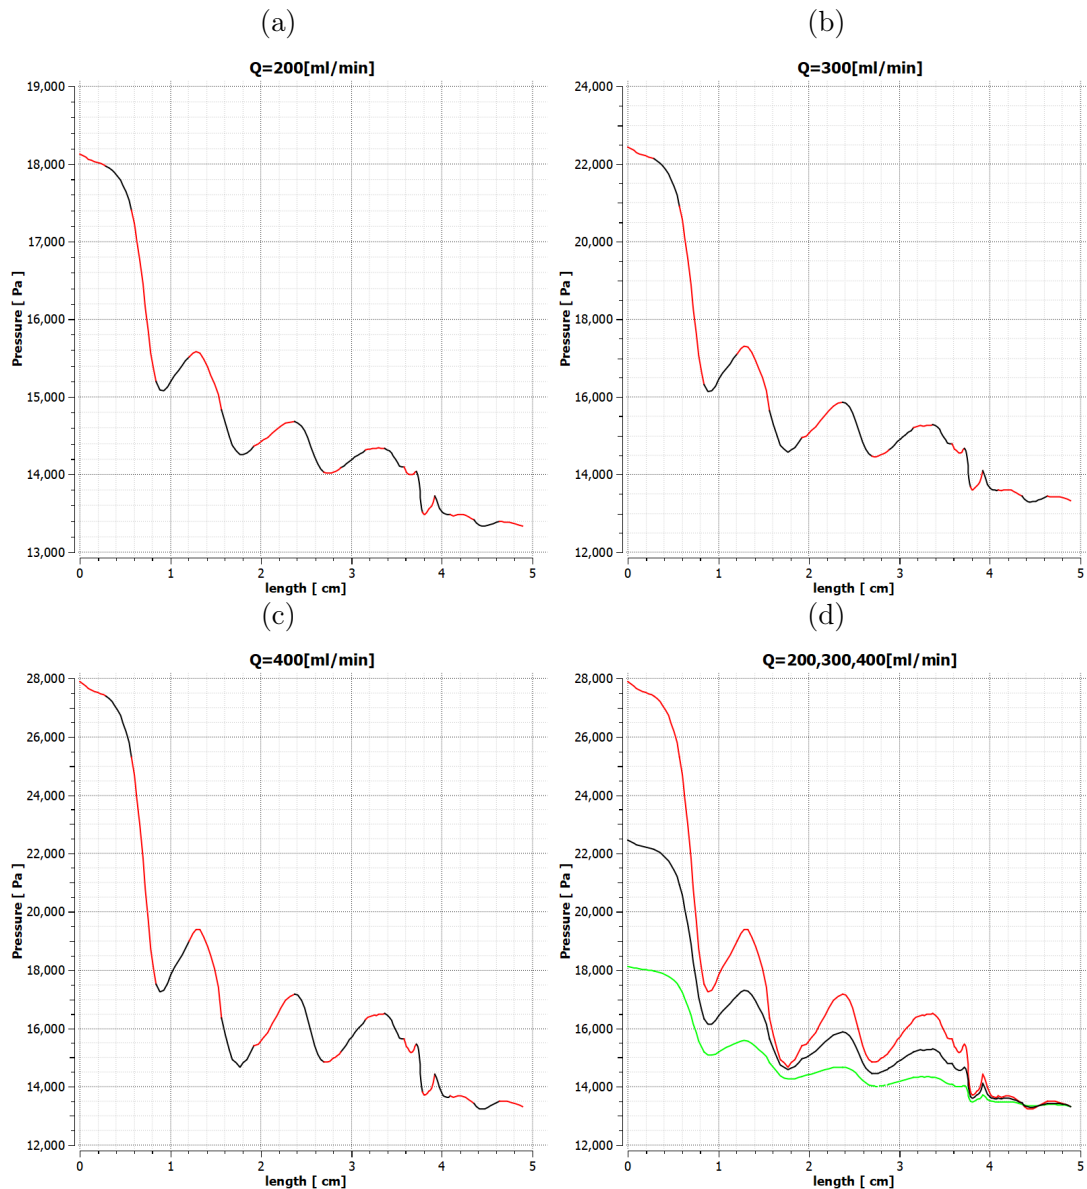 (a)
Q=200[ml/min]
19,000
18,000
17,000
16,000
15,000
14,000
13,000
Pressure [ Pa ]
0 1 2 3 4 5
length [ cm]
(b)
Q=300[ml/min]
24,000
22,000
20,000
18,000
16,000
14,000
12,000
Pressure [ Pa ]
0 1 2 3 4 5
length [ cm]
(c)
Q=400[ml/min]
28,000
26,000
24,000
22,000
20,000
18,000
16,000
14,000
12,000
Pressure [ Pa ]
0 1 2 3 4 5
length [ cm]
(d)
Q=200,300,400[ml/min]
28,000
26,000
24,000
22,000
20,000
18,000
16,000
14,000
12,000
Pressure [ Pa ]
0 1 2 3 4 5
length [ cm]